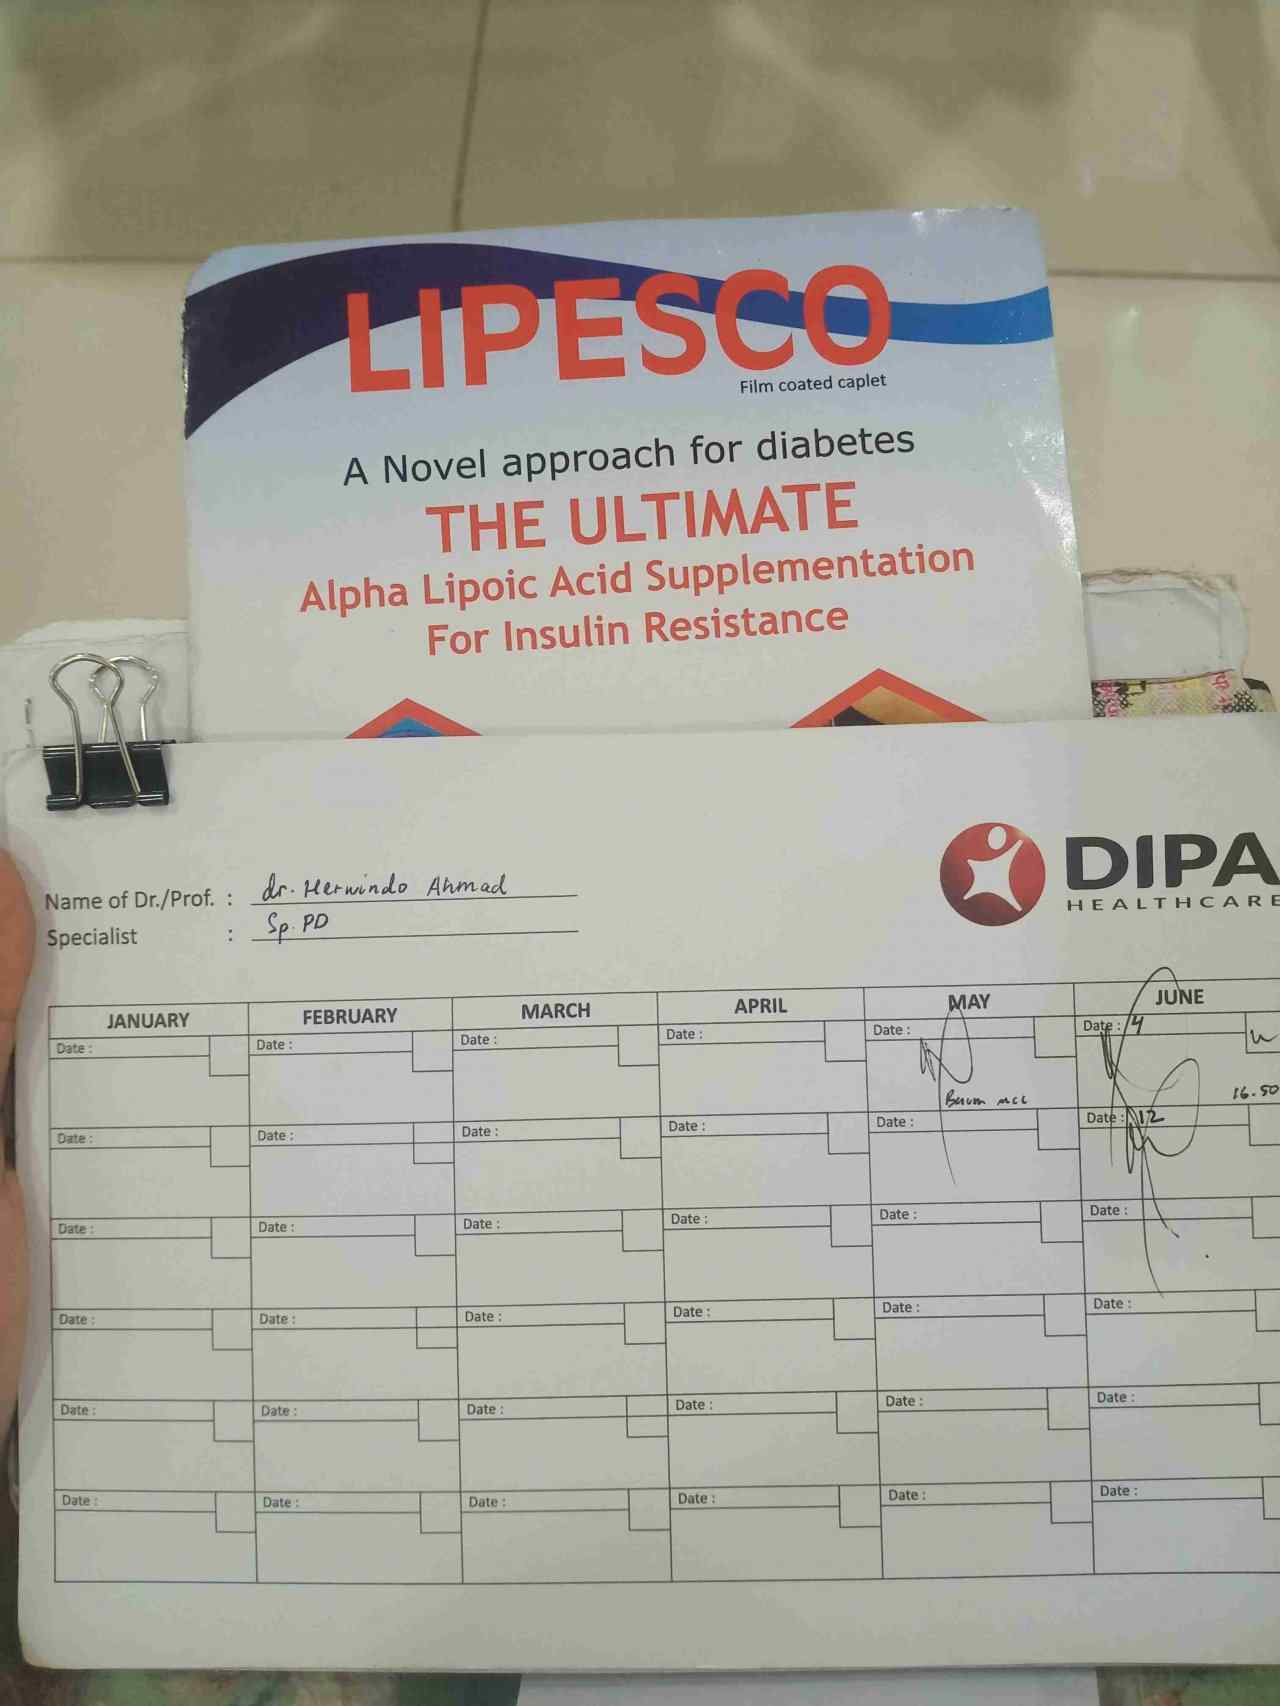 LIPESCO
Film coated caplet
A Novel approach for diabetes
THE ULTIMATE
Alpha Lipoic Acid Supplementation
For Insulin Resistance
DIPA
HEALTHCARE
Name of Dr./Prof. : dr. Herwindo Ahmad
Specialist : Sp. PD
JANUARY FEBRUARY MARCH APRIL MAY JUNE
Date : Date : Date : Date : Date : Date : 4
16.50
Date : Date : Date : Date : Date : Date : 12
Date : Date : Date : Date : Date : Date :
Date : Date : Date : Date : Date : Date :
Date : Date : Date : Date : Date : Date :
Date : Date : Date : Date : Date : Date :